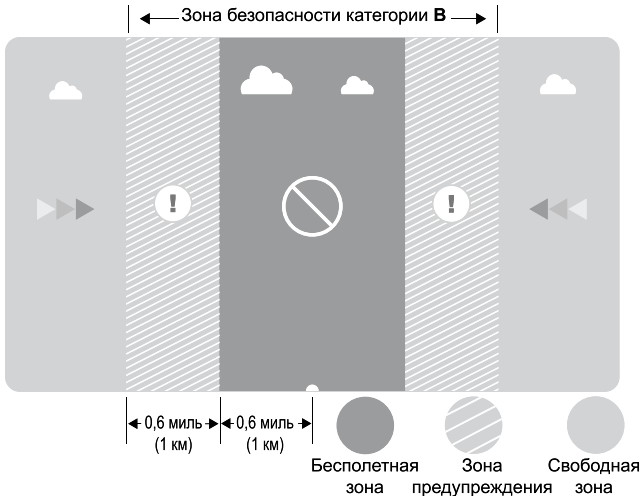 Зона безопасности категории B
!
!
0,6 миль
(1 км)
0,6 миль
(1 км)
Бесполетная
зона
Зона
предупреждения
Свободная
зона